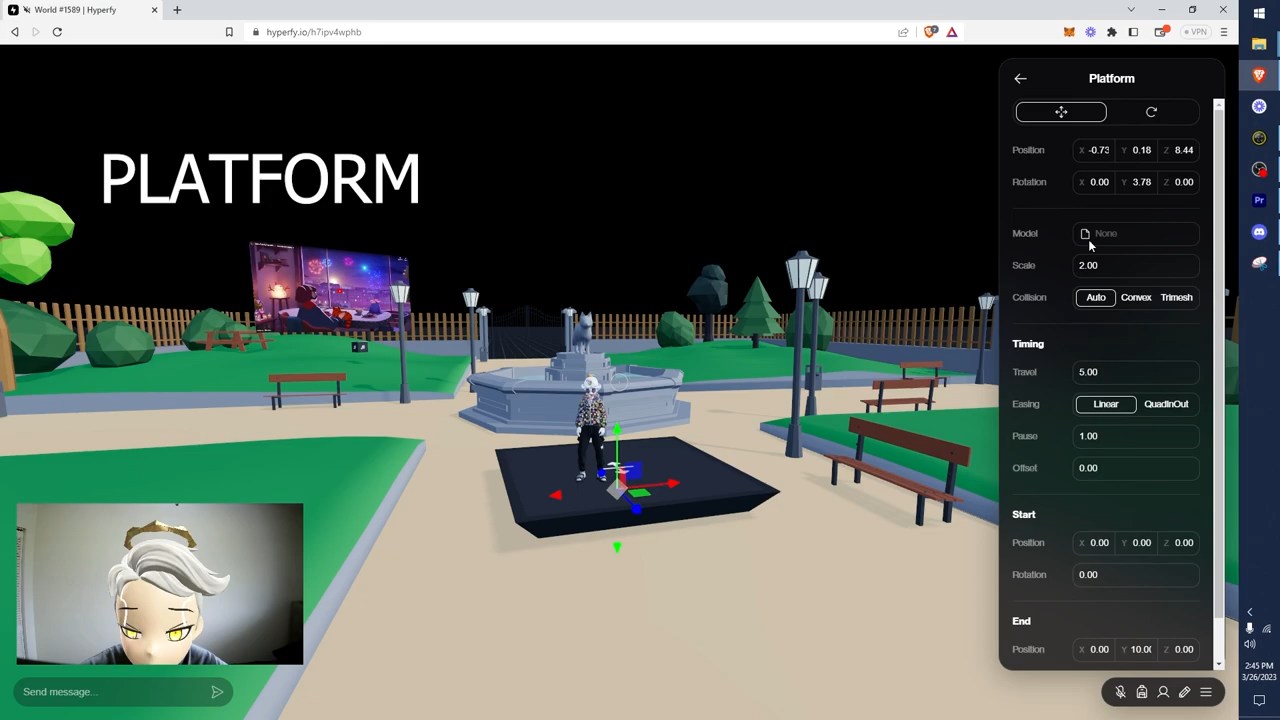 World #1589 | Hyperfy
hyperfy.io/h7ipv4wphb
VPN
Platform
PLATFORM
Position X -0.73 Y 0.18 Z 8.44
Rotation X 0.00 Y 3.78 Z 0.00
Model None
Scale 2.00
Collision Auto Convex Trimesh
Timing
Travel 5.00
Easing Linear QuadInOut
Pause 1.00
Offset 0.00
Start
Position X 0.00 Y 0.00 Z 0.00
Rotation 0.00
End
Position X 0.00 Y 10.0 Z 0.00
Send message...
Pr
2:45 PM
3/26/2023